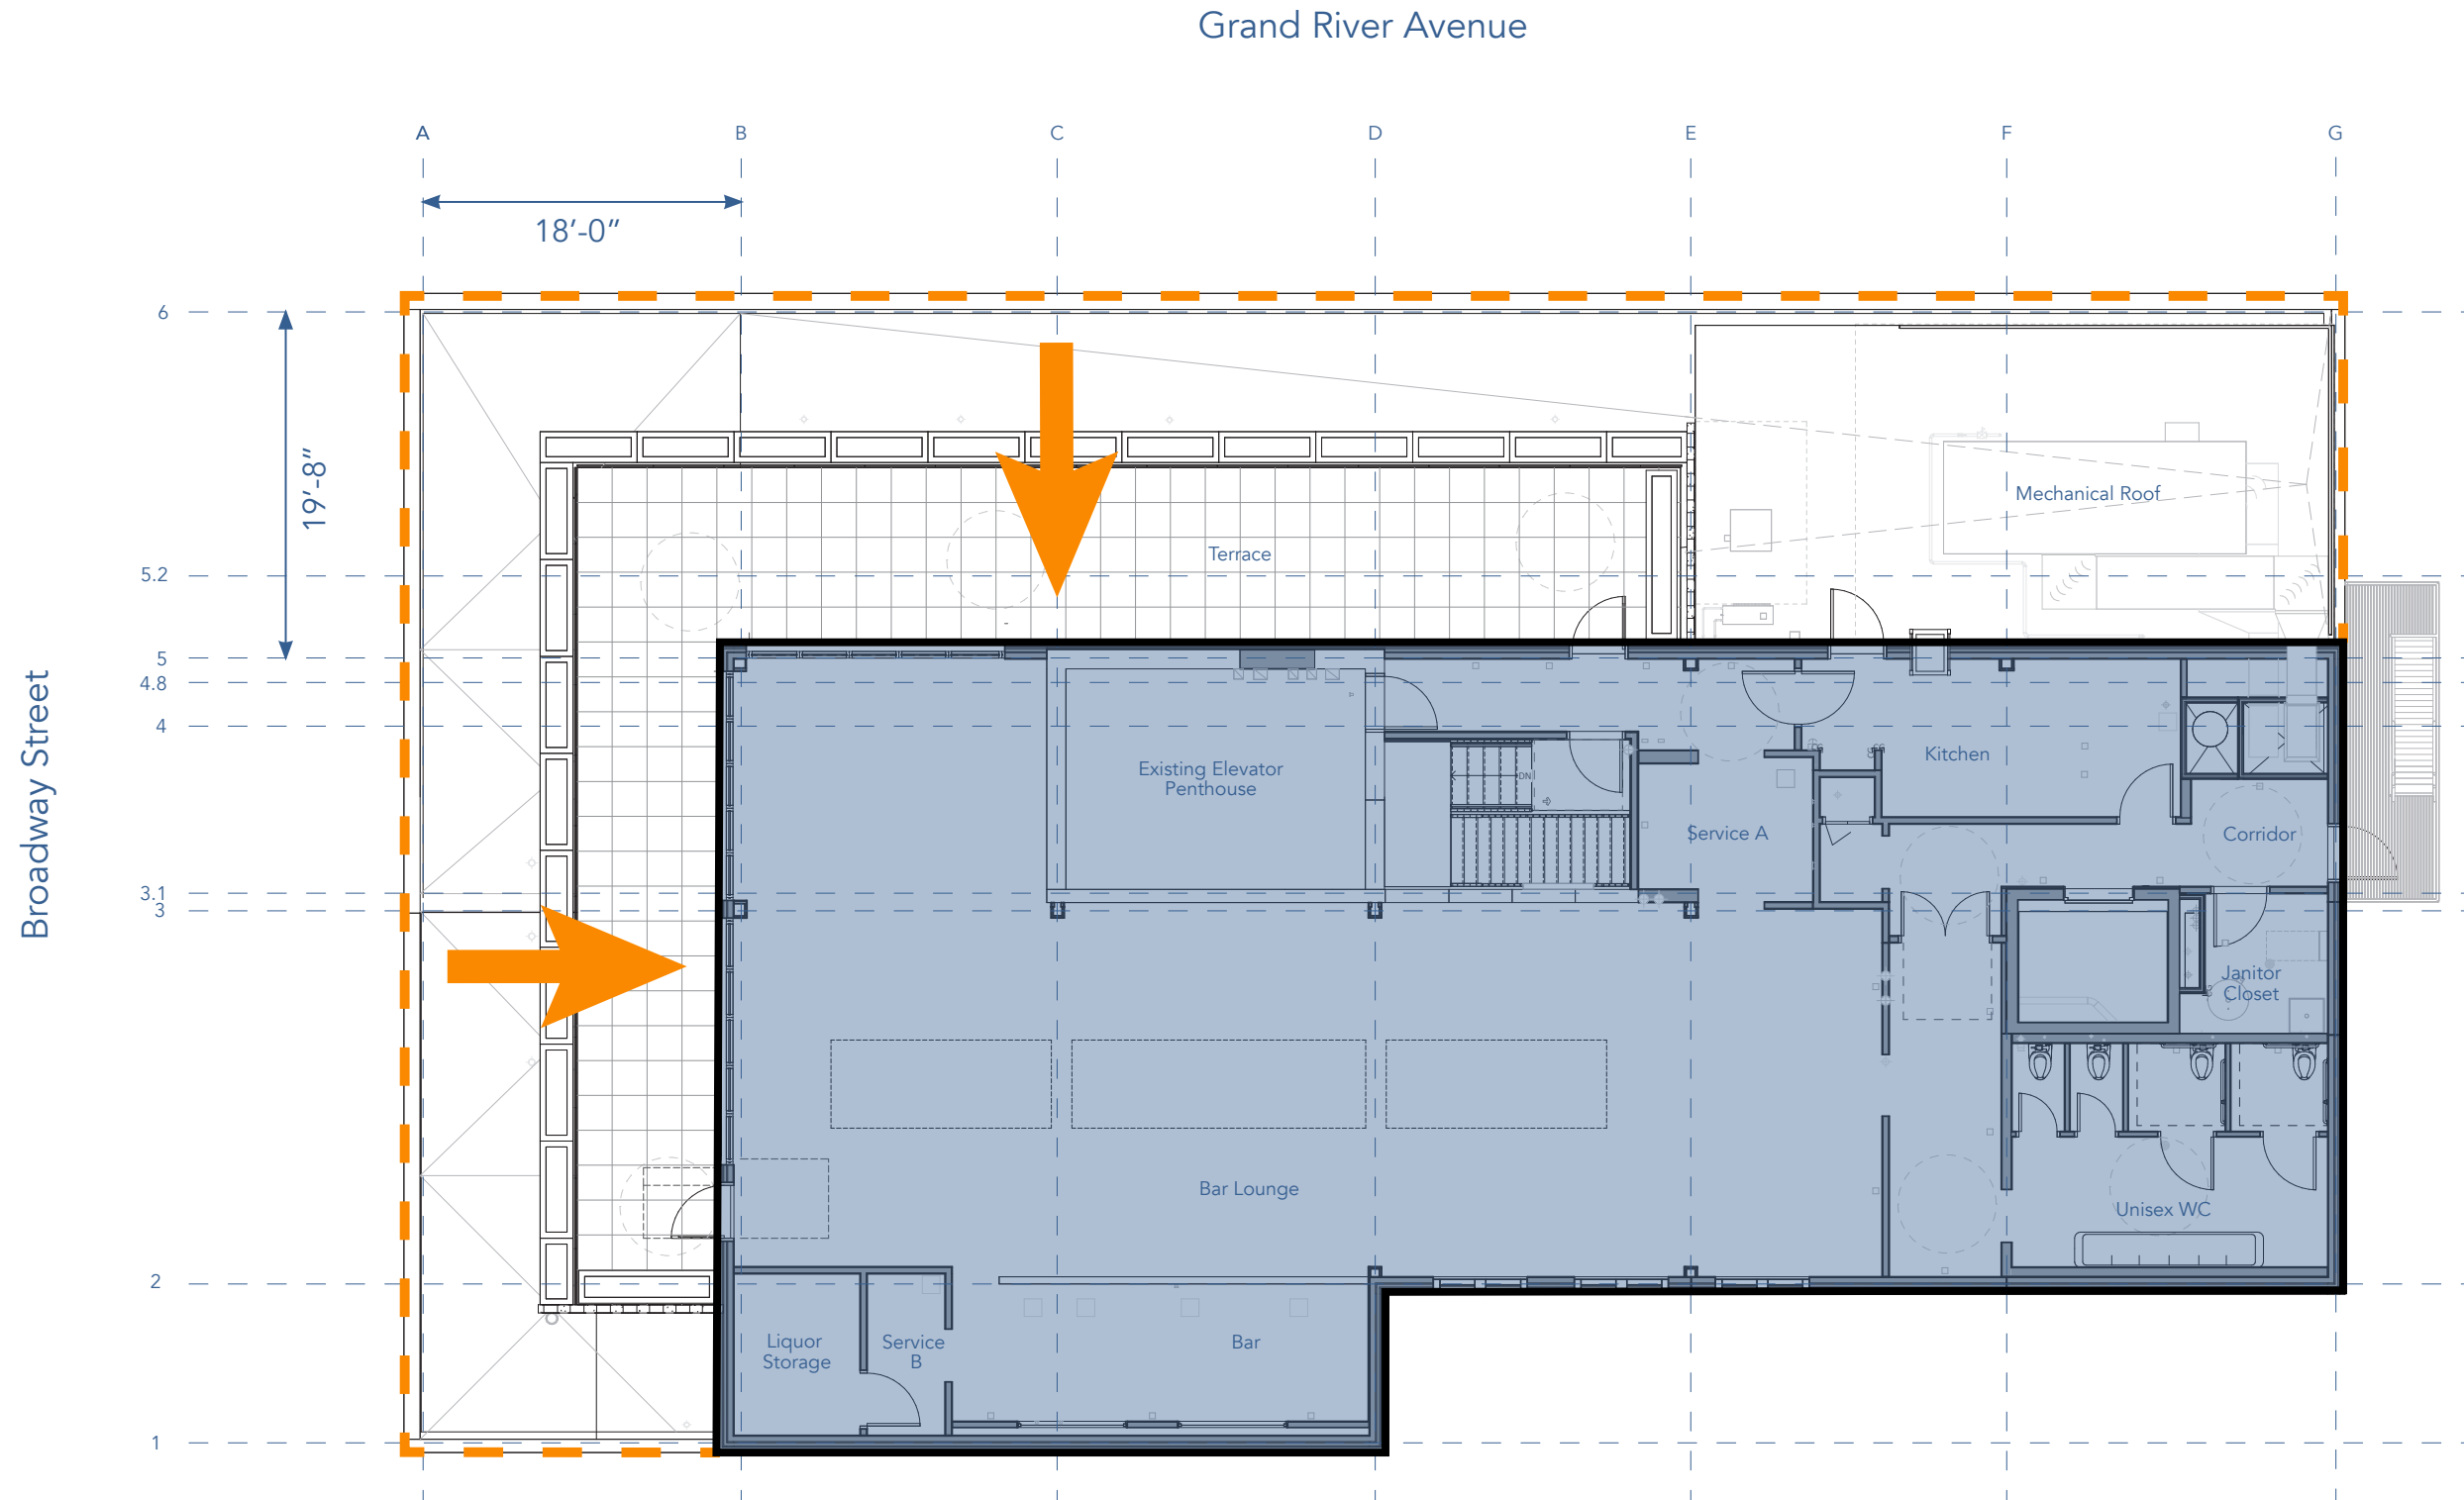 Grand River Avenue
A
B
C
D
E
F
G
18’-0”
6
19’-8”
Mechanical Roof
Terrace
5.2
5
4.8
4
Broadway Street
Existing Elevator
Penthouse
DN
Kitchen
Service A
Corridor
3.1
3
Janitor
Closet
Bar Lounge
Unisex WC
2
Liquor
Storage
Service
B
Bar
1